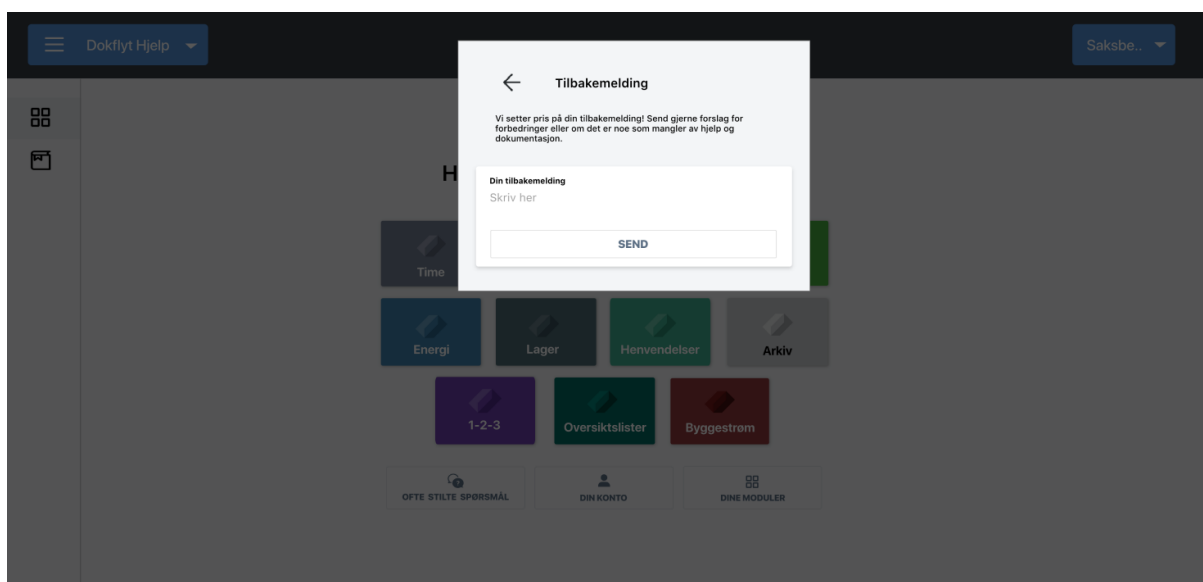 Dokflyt Hjelp
Saksbe..
Tilbakemelding
Vi setter pris på din tilbakemelding! Send gjerne forslag for
forbedringer eller om det er noe som mangler av hjelp og
dokumentasjon.
H
Din tilbakemelding
Skriv her
SEND
Time
Energi
Lager
Henvendelser
Arkiv
1-2-3
Oversiktslister
Byggestrøm
OFTE STILTE SPØRSMÅL
DIN KONTO
DINE MODULER